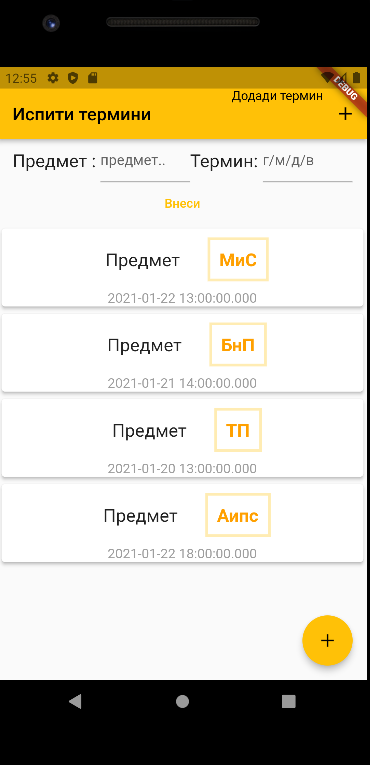 12:55
DEBUG
Додади термин
Испити термини
Предмет : предмет.. Термин: г/м/д/в
Внеси
Предмет МиС
2021-01-22 13:00:00.000
Предмет БнП
2021-01-21 14:00:00.000
Предмет ТП
2021-01-20 13:00:00.000
Предмет Аипс
2021-01-22 18:00:00.000